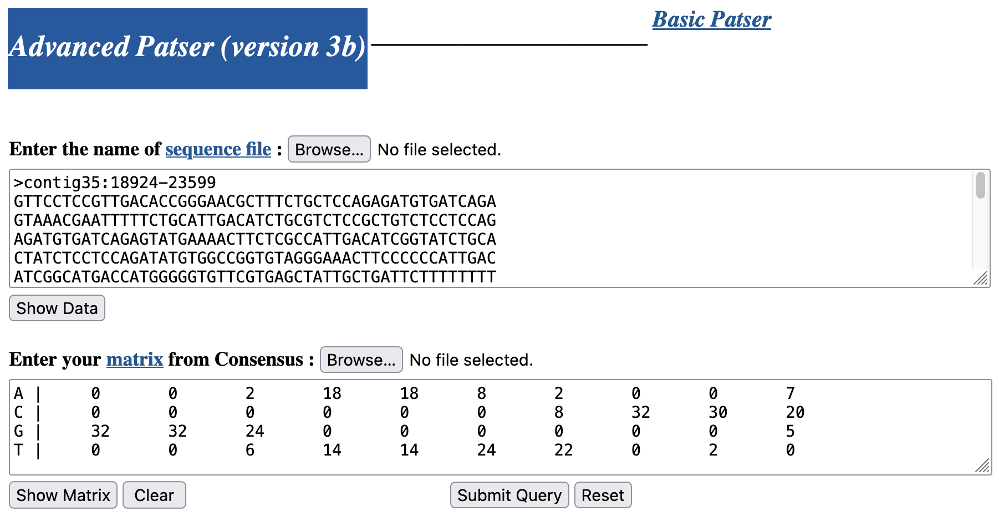 Advanced Patser (version 3b)
Basic Patser
Enter the name of sequence file : Browse... No file selected.
>contig35:18924-23599
GTTCCTCCGTTGACACCGGGAACGCTTTCTGCTCCAGAGATGTGATCAGA
GTAAACGAATTTTTCTGCATTGACATCTGCGTCTCCGCTGTCTCCTCCAG
AGATGTGATCAGAGTATGAAAACTTCTCGCCATTGACATCGGTATCTGCA
CTATCTCCTCCAGATATGTGGCCGGTGTAGGGAAACTTCCCCCCATTGAC
ATCGGCATGACCATGGGGGTGTTCGTGAGCTATTGCTGATTCTTTTTTTT
Show Data
Enter your matrix from Consensus : Browse... No file selected.
A | 0 0 2 18 18 8 2 0 0 7
C | 0 0 0 0 0 0 8 32 30 20
G | 32 32 24 0 0 0 0 0 0 5
T | 0 0 6 14 14 24 22 0 2 0
Show Matrix Clear Submit Query Reset